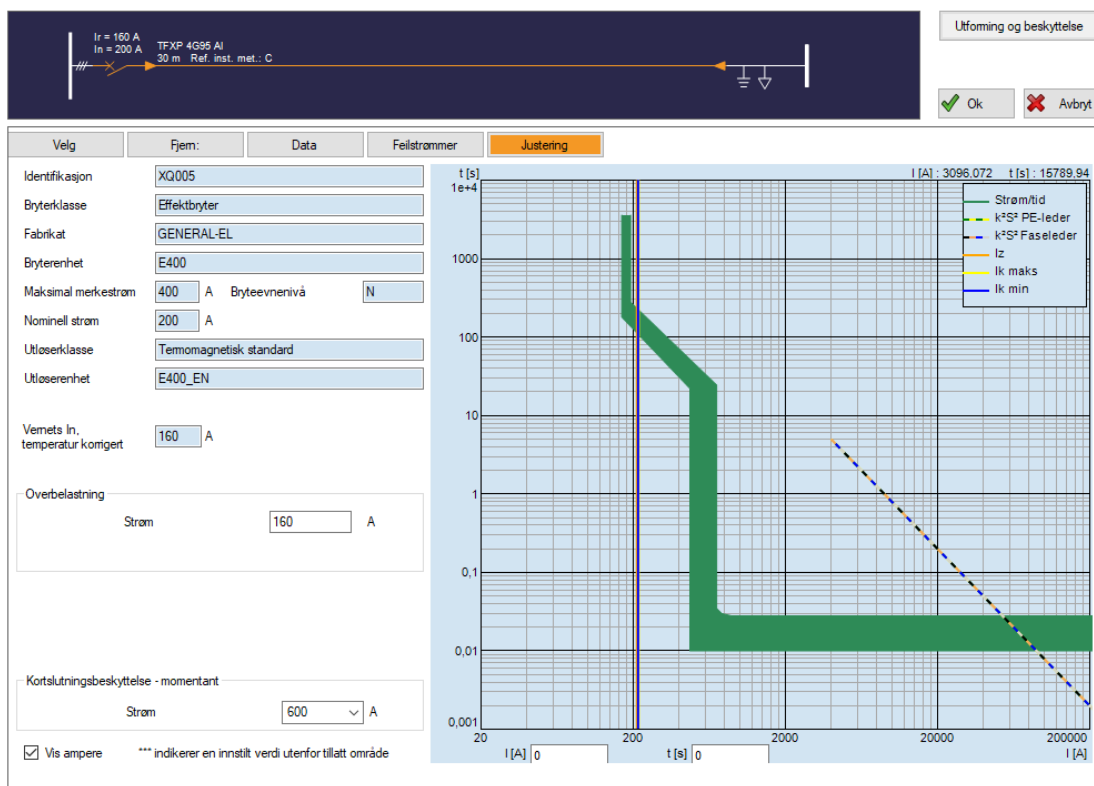 Ir = 160 A
In = 200 A
TFXP 4G95 Al
30 m Ref. inst. met.: C
Utforning og beskyttelse
Ok Avbryt
Velg Fjern: Data Feilstrømmer Justering
Identifikasjon XQ005
Bryterklasse Effektbryter
Fabrikat GENERAL-EL
Bryterenhet E400
Maksimal merkestrøm 400 A Bryteevnenivå N
Nominell strøm 200 A
Utløserklasse Termomagnetisk standard
Utløserenhet E400_EN
Vernets In,
temperatur korrigert 160 A
Overbelastning
Strøm 160 A
Kortslutningsbeskyttelse - momentant
Strøm 600 A
Vis ampere *** indikerer en innstilt verdi utenfor tillatt område
t [s] I [A] : 3096,072 t [s] : 15789,94
1e+4
1000
100
10
1
0,1
0,01
0,001
Strøm/tid
k²S² PE-leder
k²S² Faseleder
Iz
Ik maks
Ik min
20 200 2000 20000 200000
I [A] 0 t [s] 0 I [A]